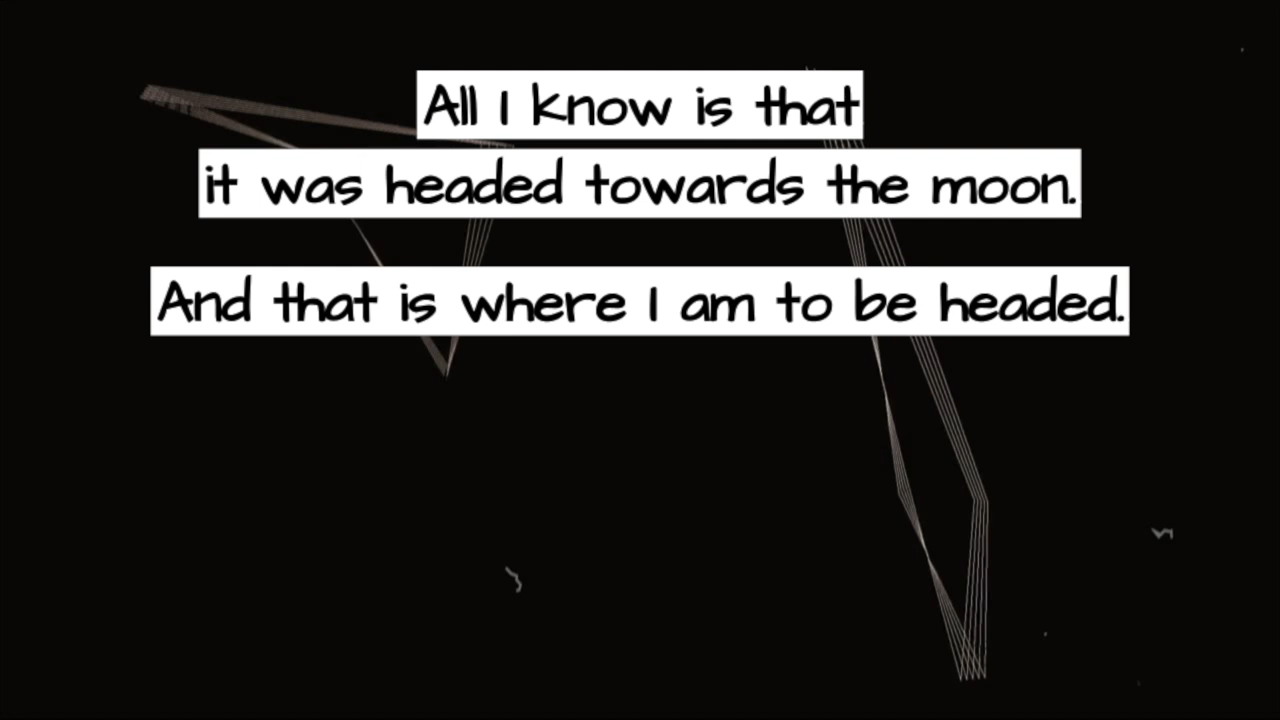 All I know is that
it was headed towards the moon.
And that is where I am to be headed.